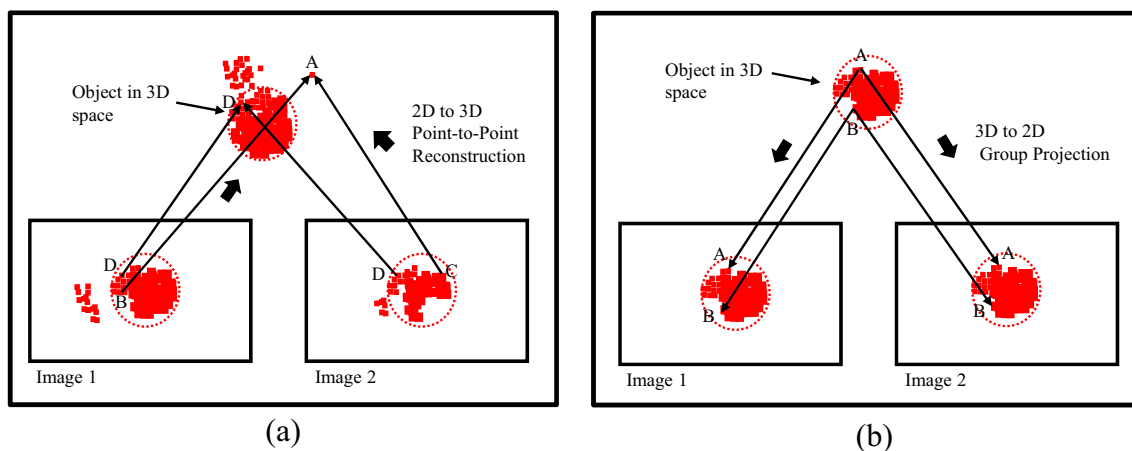 A
Object in 3D
space
D
2D to 3D
Point-to-Point
Reconstruction
D
B
D
C
Image 1
Image 2
(a)
A
Object in 3D
space
B
3D to 2D
Group Projection
A
B
A
B
Image 1
Image 2
(b)